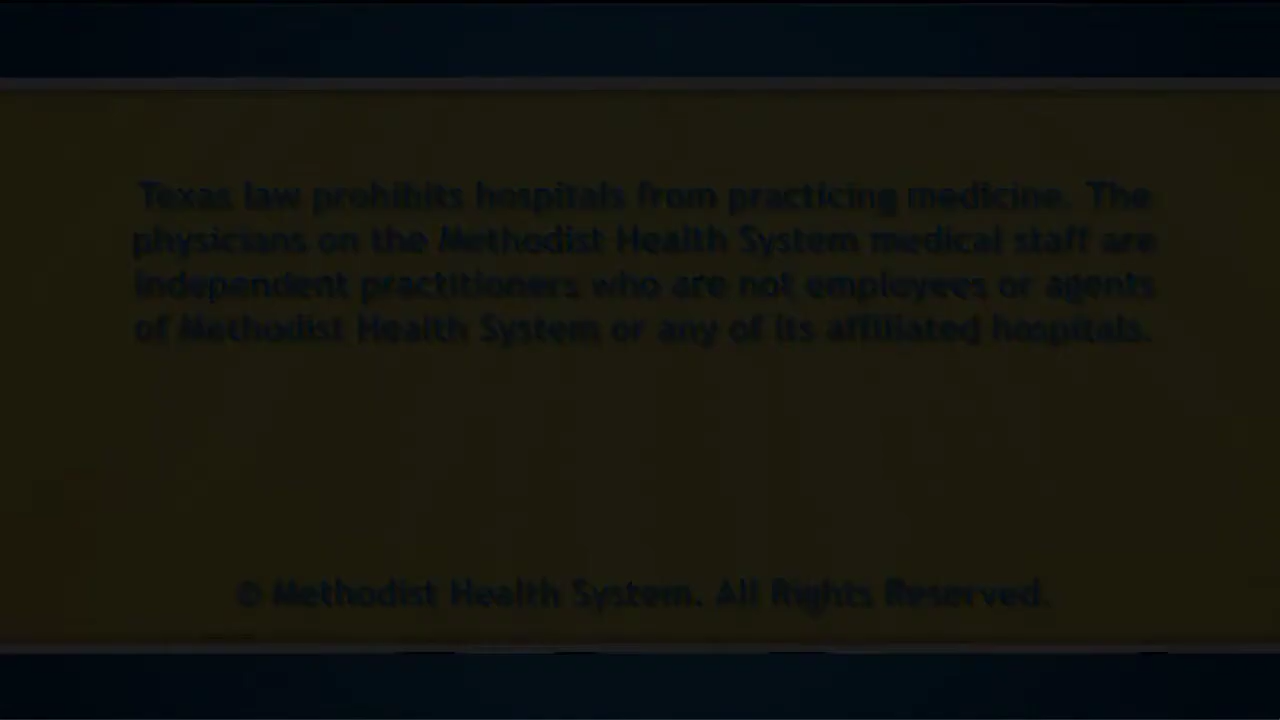 Texas law prohibits hospitals from practicing medicine. The
physicians on the Methodist Health System medical staff are
independent practitioners who are not employees or agents
of Methodist Health System or any of its affiliated hospitals.
© Methodist Health System. All Rights Reserved.